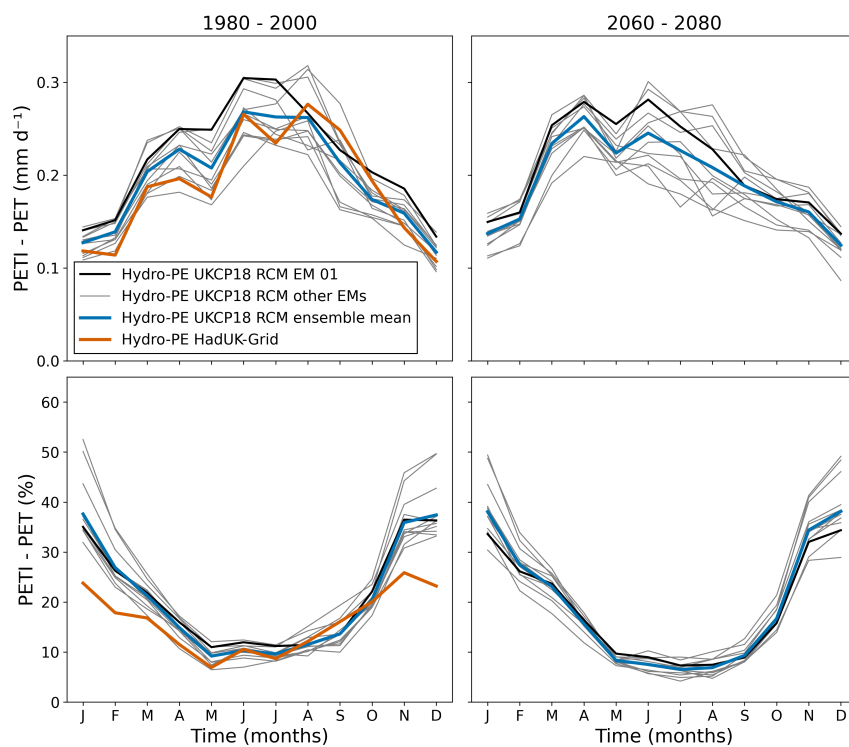 1980 - 2000
2060 - 2080
PETI - PET (mm d⁻¹)
0.3
0.2
0.1
0.0
Hydro-PE UKCP18 RCM EM 01
Hydro-PE UKCP18 RCM other EMs
Hydro-PE UKCP18 RCM ensemble mean
Hydro-PE HadUK-Grid
PETI - PET (%)
60
50
40
30
20
10
0
J F M A M J J A S O N D
J F M A M J J A S O N D
Time (months)
Time (months)